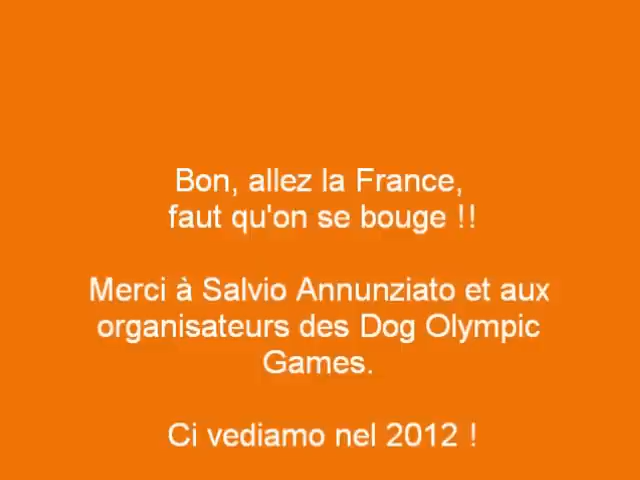 Bon, allez la France,
faut qu'on se bouge !!
Merci à Salvio Annunziato et aux
organisateurs des Dog Olympic
Games.
Ci vediamo nel 2012 !